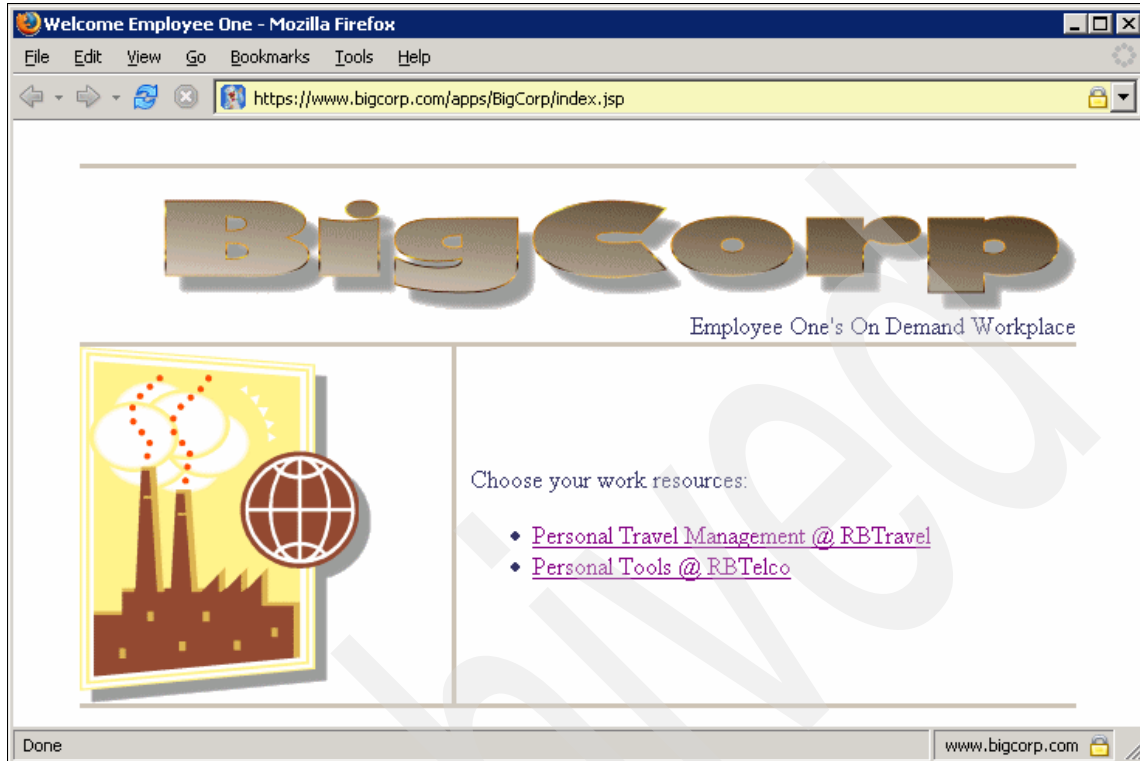 Welcome Employee One - Mozilla Firefox
File Edit View Go Bookmarks Tools Help
https://www.bigcorp.com/apps/BigCorp/index.jsp
BigCorp
Employee One's On Demand Workplace
Choose your work resources:
• Personal Travel Management @ RBTravel
• Personal Tools @ RBTelco
Done www.bigcorp.com